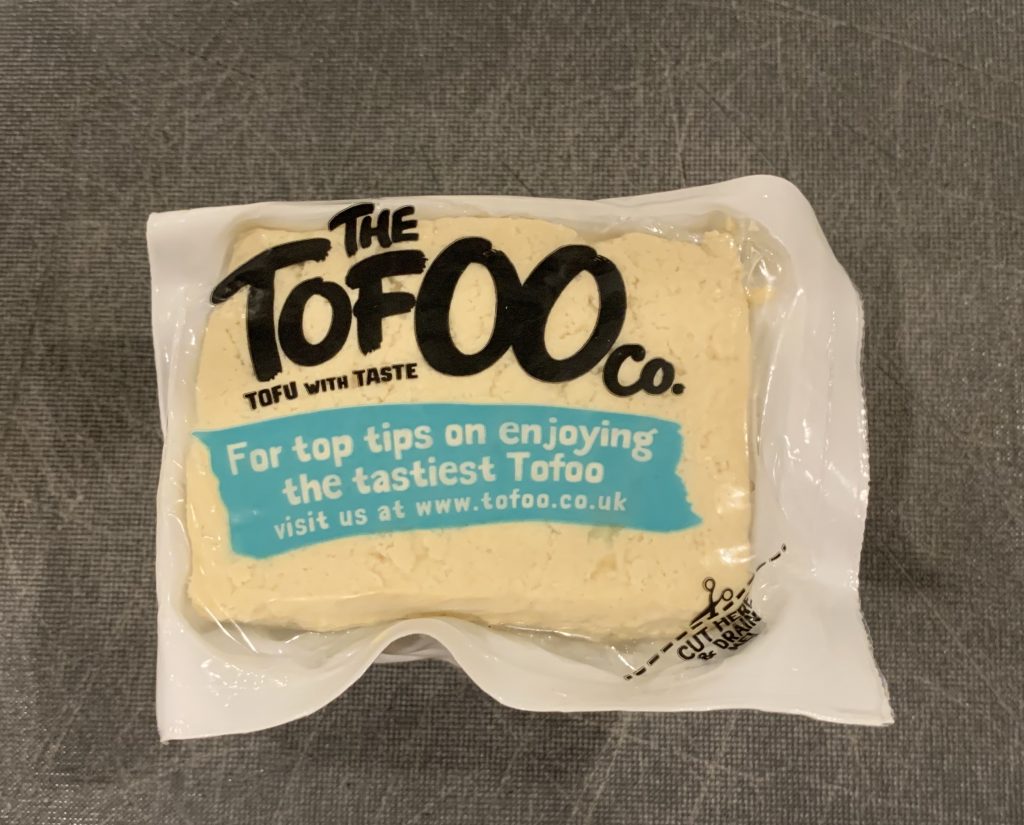 THE
TOFOO
Co.
TOFU WITH TASTE
For top tips on enjoying
the tastiest Tofoo
visit us at www.tofoo.co.uk
CUT HERE
& DRAIN
ME!